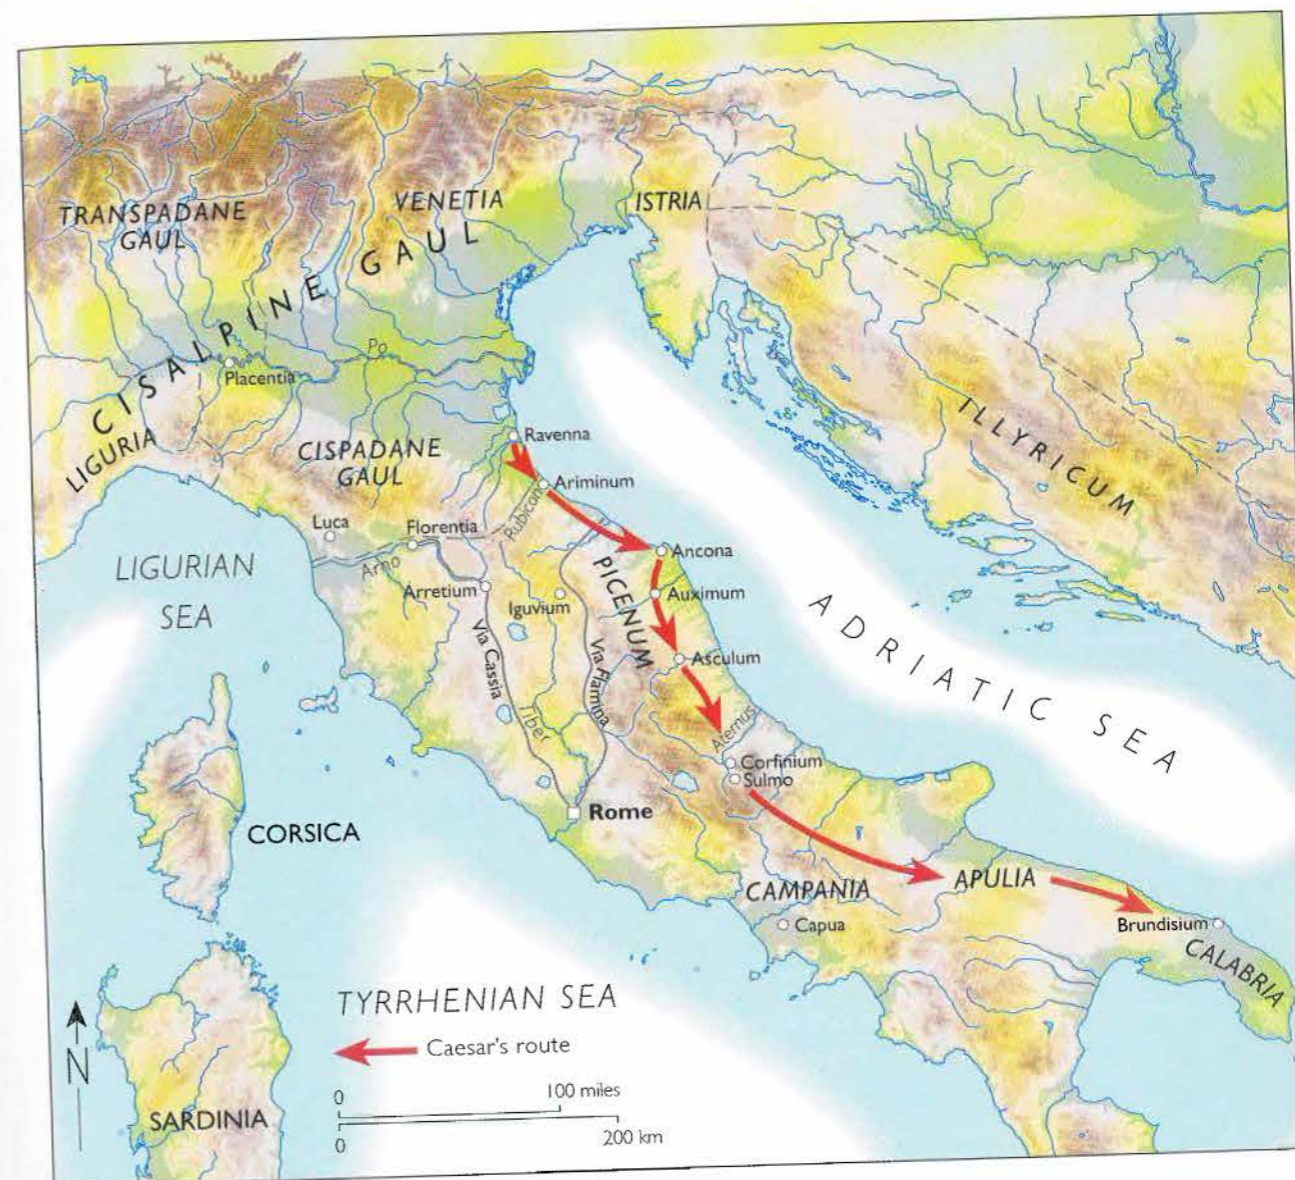 TRANSPADANE
GAUL
VENETIA
ISTRIA
CISALPINE GAUL
Po
Placentia
LIGURIA
CISPADANE
GAUL
Ravenna
ILLYRICUM
Ariminum
Rubicon
Luca
Florentia
Arno
Ancona
LIGURIAN
SEA
Arretium
Iguvium
PICENUM
Auximum
ADRIATIC SEA
Via Cassia
Via Flamina
Asculum
Tiber
Aternus
Corfinium
Sulmo
Rome
CORSICA
CAMPANIA
APULIA
Capua
Brundisium
CALABRIA
TYRRHENIAN SEA
N
Caesar's route
0 100 miles
0 200 km
SARDINIA